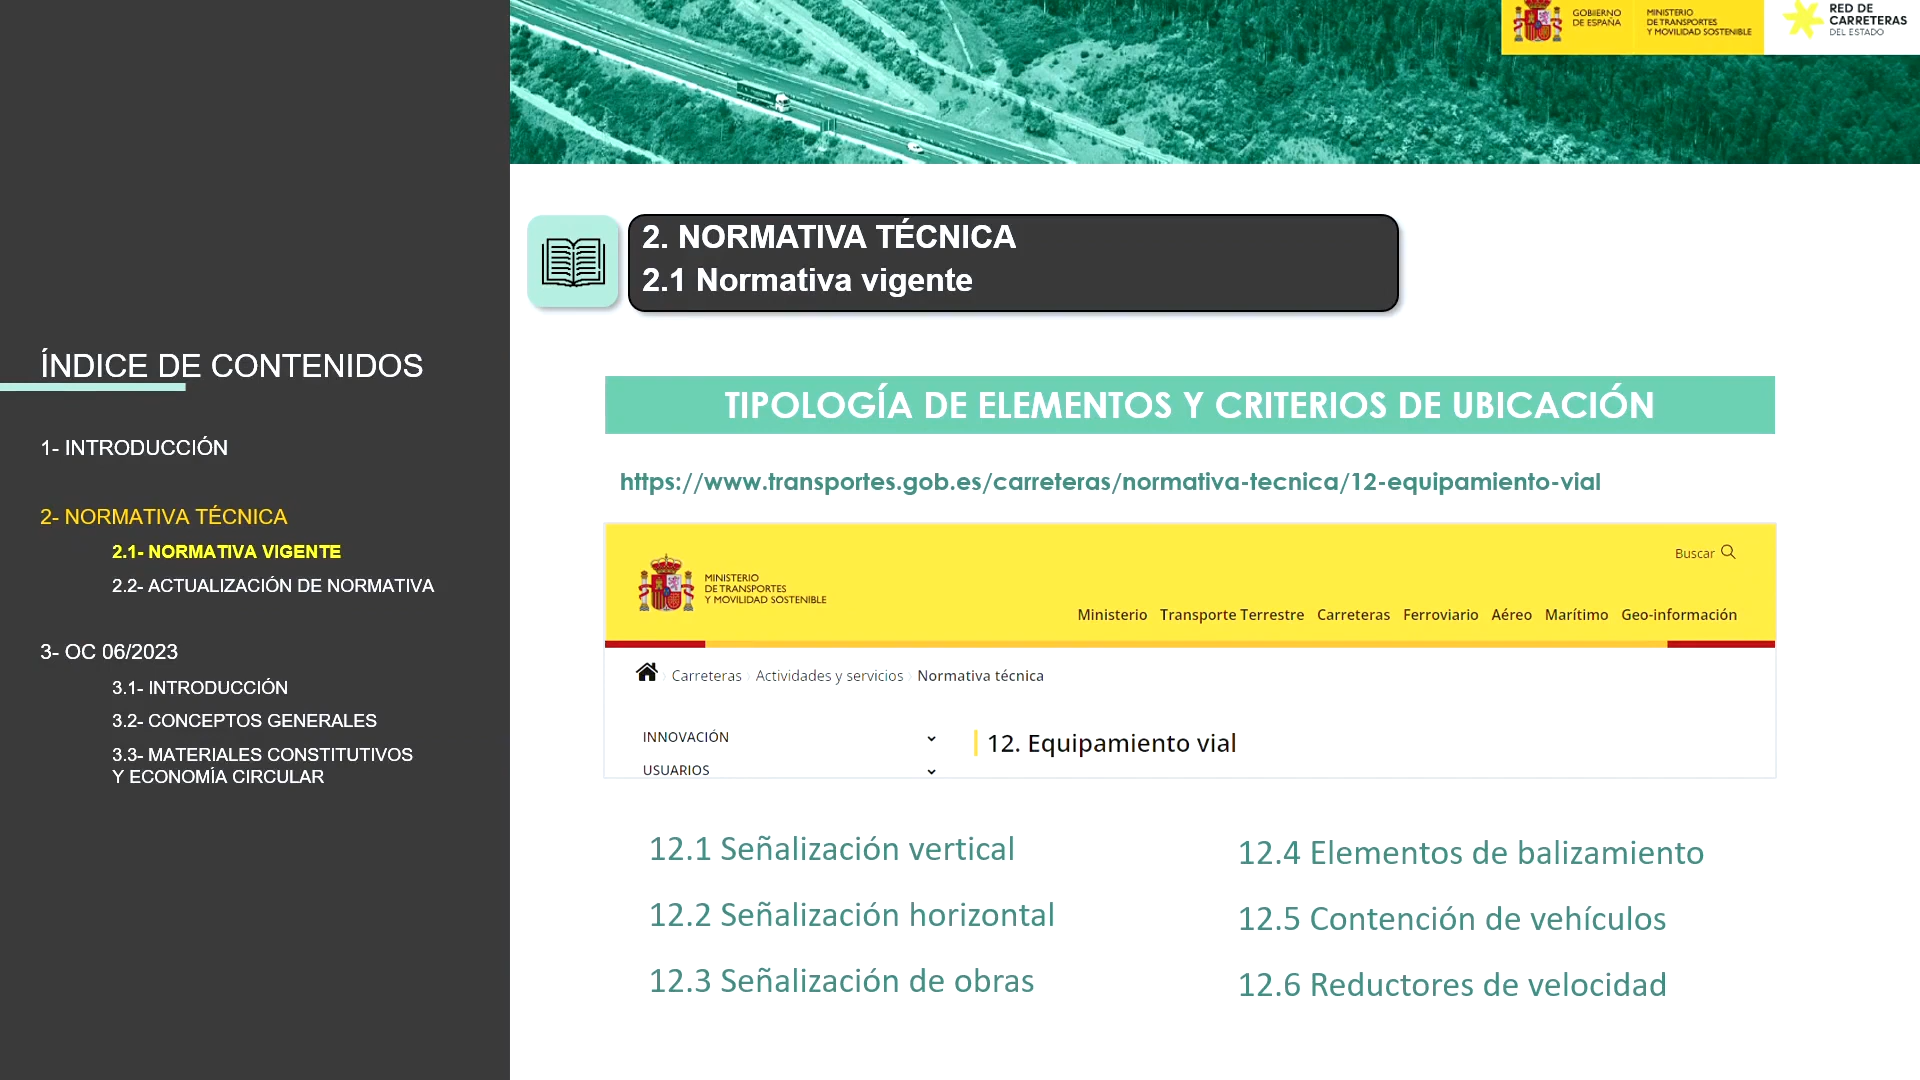 GOBIERNO
DE ESPAÑA
MINISTERIO
DE TRANSPORTES
Y MOVILIDAD SOSTENIBLE
RED DE
CARRETERAS
DEL ESTADO
ÍNDICE DE CONTENIDOS
1- INTRODUCCIÓN
2- NORMATIVA TÉCNICA
2.1- NORMATIVA VIGENTE
2.2- ACTUALIZACIÓN DE NORMATIVA
3- OC 06/2023
3.1- INTRODUCCIÓN
3.2- CONCEPTOS GENERALES
3.3- MATERIALES CONSTITUTIVOS
Y ECONOMÍA CIRCULAR
2. NORMATIVA TÉCNICA
2.1 Normativa vigente
TIPOLOGÍA DE ELEMENTOS Y CRITERIOS DE UBICACIÓN
https://www.transportes.gob.es/carreteras/normativa-tecnica/12-equipamiento-vial
Buscar
MINISTERIO
DE TRANSPORTES
Y MOVILIDAD SOSTENIBLE
Ministerio Transporte Terrestre Carreteras Ferroviario Aéreo Marítimo Geo-información
Carreteras Actividades y servicios Normativa técnica
INNOVACIÓN
USUARIOS
12. Equipamiento vial
12.1 Señalización vertical
12.2 Señalización horizontal
12.3 Señalización de obras
12.4 Elementos de balizamiento
12.5 Contención de vehículos
12.6 Reductores de velocidad